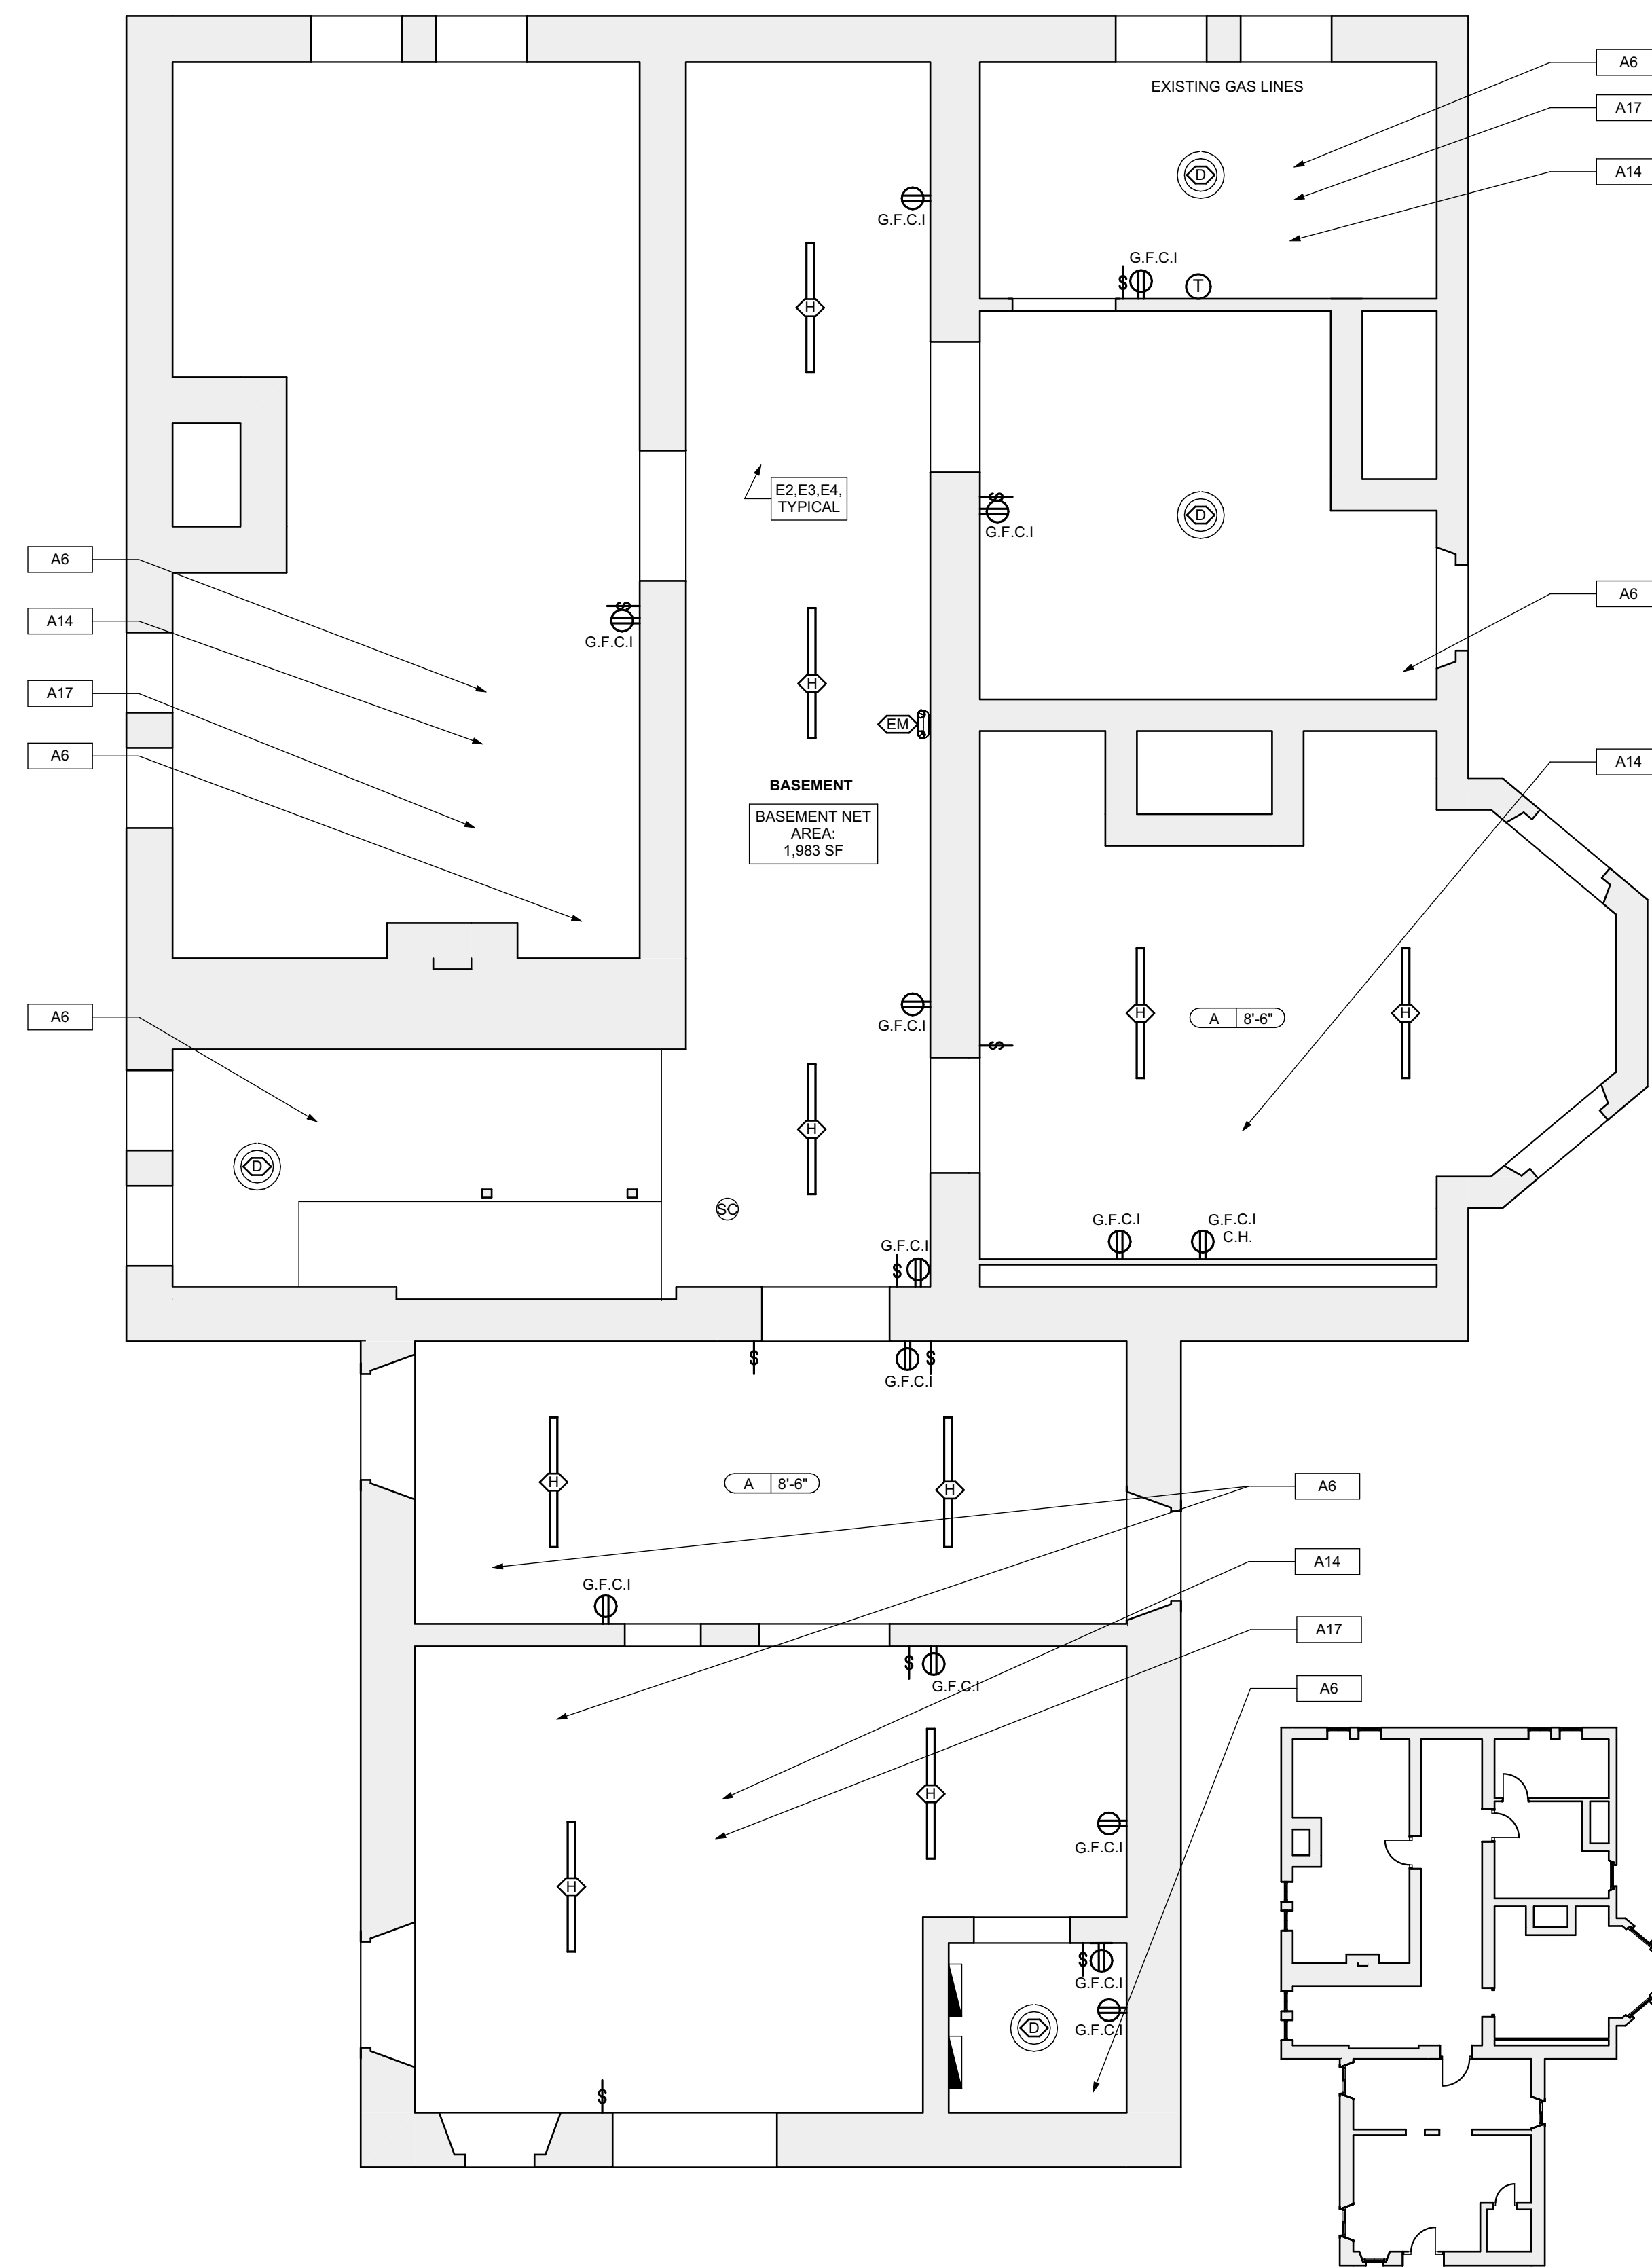 A6
EXISTING GAS LINES
A17
D
A14
G.F.C.I
G.F.C.I
S
T
H
E2,E3,E4,
TYPICAL
S
D
G.F.C.I
A6
A6
S
A14
G.F.C.I
H
A17
EM
A6
A14
BASEMENT
BASEMENT NET
AREA:
1,983 SF
A6
G.F.C.I
H
A 8'-6"
H
S
H
D
SC
G.F.C.I
G.F.C.I
C.H.
G.F.C.I
S
S
S
G.F.C.I
H
A 8'-6"
H
A6
A14
G.F.C.I
A17
S
G.F.C.I
A6
H
G.F.C.I
H
S
G.F.C.I
D
G.F.C.I
S